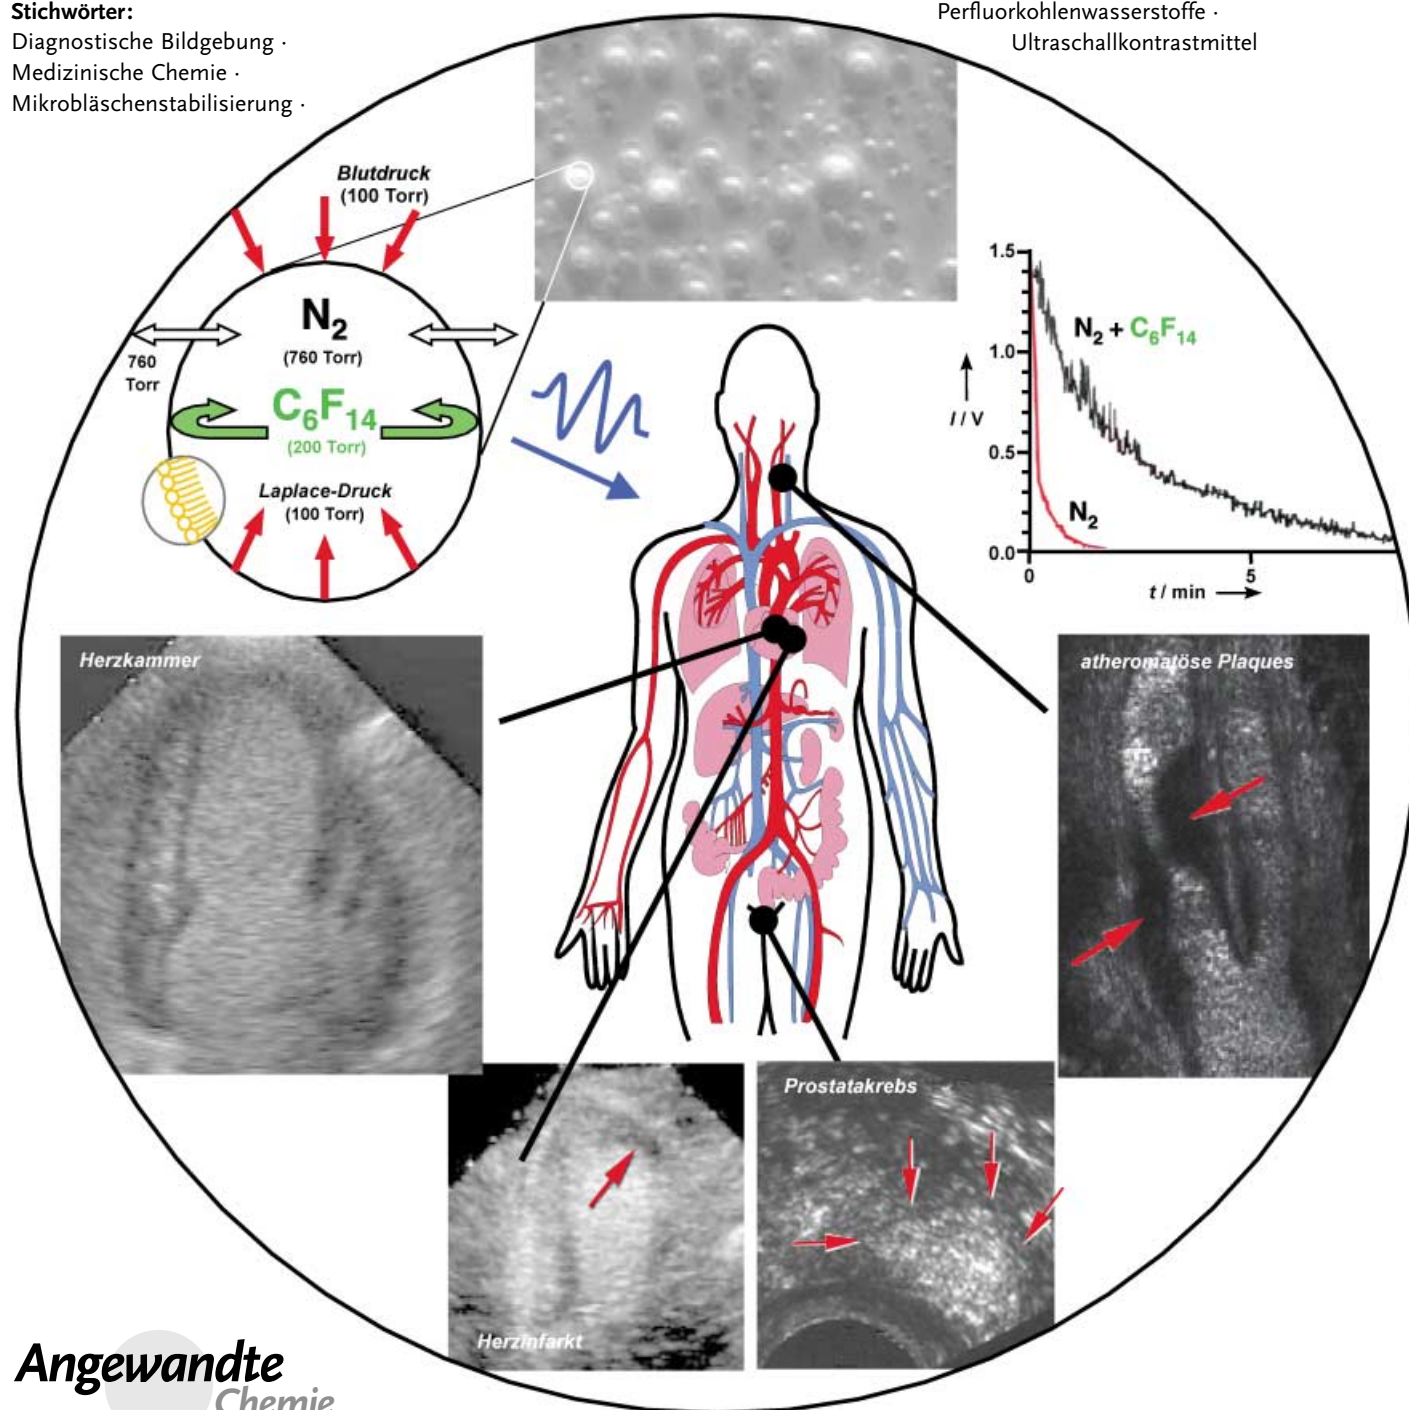 Stichwörter:
Diagnostische Bildgebung ·
Medizinische Chemie ·
Mikrobläschenstabilisierung ·
Perfluorkohlenwasserstoffe ·
Ultraschallkontrastmittel
Blutdruck
(100 Torr)
N2
(760 Torr)
760
Torr
C6F14
(200 Torr)
Laplace-Druck
(100 Torr)
1.5
1.0
0.5
0.0
I / V
N2 + C6F14
N2
0
5
t / min
Herzkammer
atheromatöse Plaques
Herzinfarkt
Prostatakrebs
Angewandte
Chemie